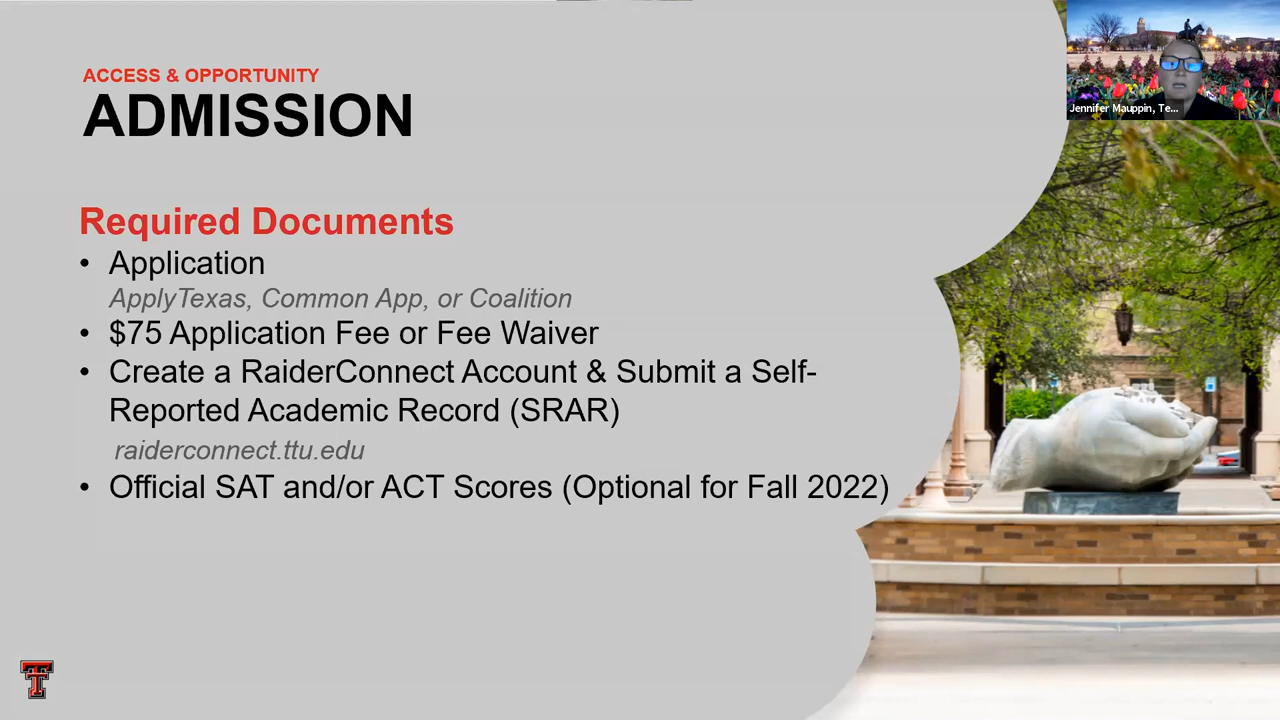 ACCESS & OPPORTUNITY
ADMISSION
Jennifer Mauppin, Te...
Required Documents
• Application
ApplyTexas, Common App, or Coalition
• $75 Application Fee or Fee Waiver
• Create a RaiderConnect Account & Submit a Self-
Reported Academic Record (SRAR)
raiderconnect.ttu.edu
• Official SAT and/or ACT Scores (Optional for Fall 2022)